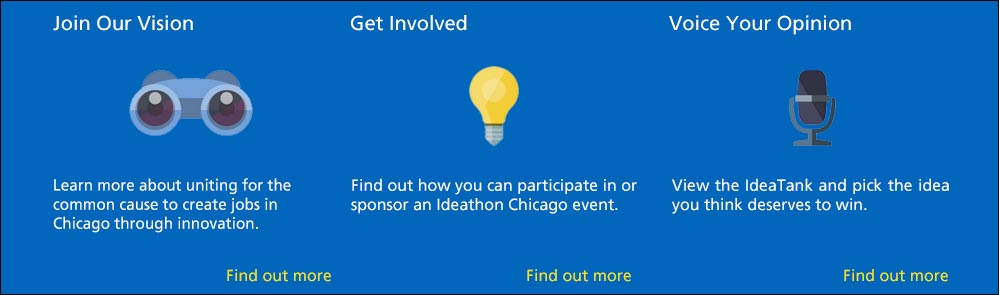 Join Our Vision
Learn more about uniting for the
common cause to create jobs in
Chicago through innovation.
Find out more
Get Involved
Find out how you can participate in or
sponsor an Ideathon Chicago event.
Find out more
Voice Your Opinion
View the IdeaTank and pick the idea
you think deserves to win.
Find out more